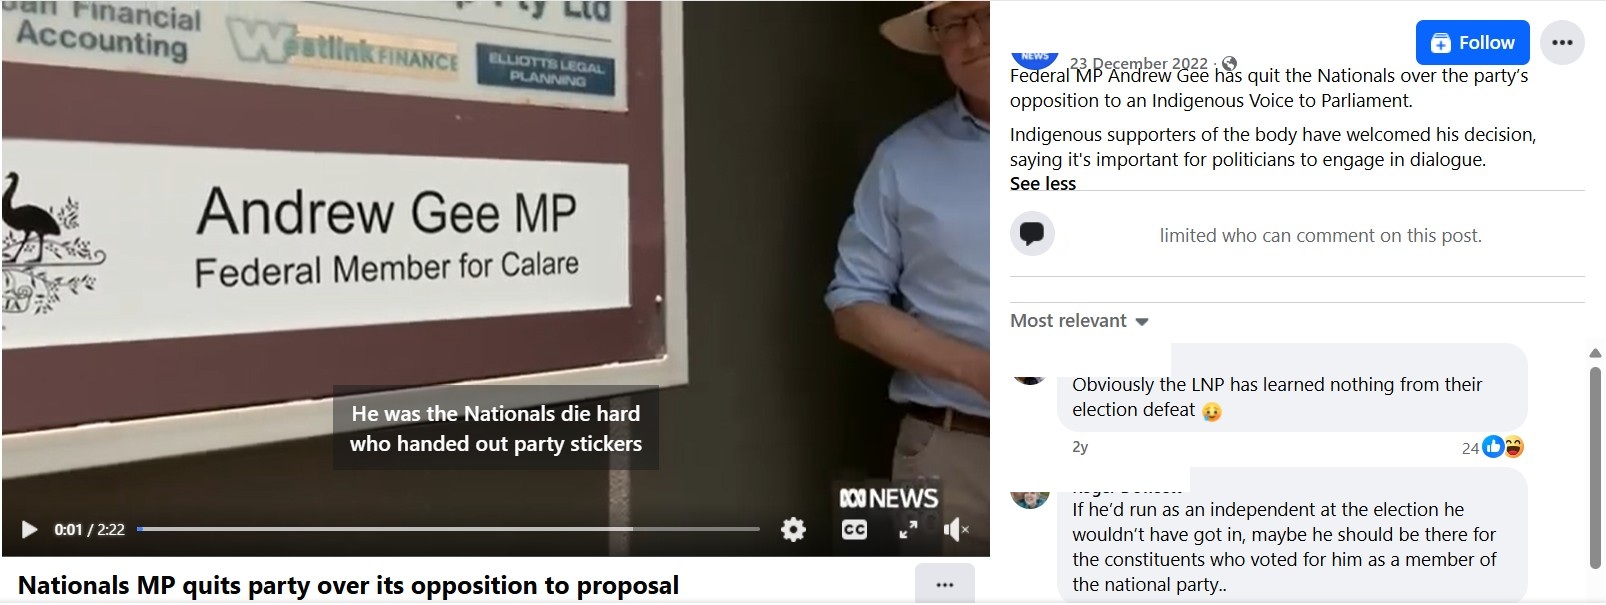 Financial
Accounting
Pty Ltd
Westlink FINANCE
ELLIOTTS LEGAL
PLANNING
Andrew Gee MP
Federal Member for Calare
He was the Nationals die hard
who handed out party stickers
NEWS
0:01 / 2:22
CC
Nationals MP quits party over its opposition to proposal
Follow
NEWS
23 December 2022
Federal MP Andrew Gee has quit the Nationals over the party's
opposition to an Indigenous Voice to Parliament.
Indigenous supporters of the body have welcomed his decision,
saying it's important for politicians to engage in dialogue.
See less
limited who can comment on this post.
Most relevant
Obviously the LNP has learned nothing from their
election defeat 🥲
2y
24
If he'd run as an independent at the election he
wouldn't have got in, maybe he should be there for
the constituents who voted for him as a member of
the national party..